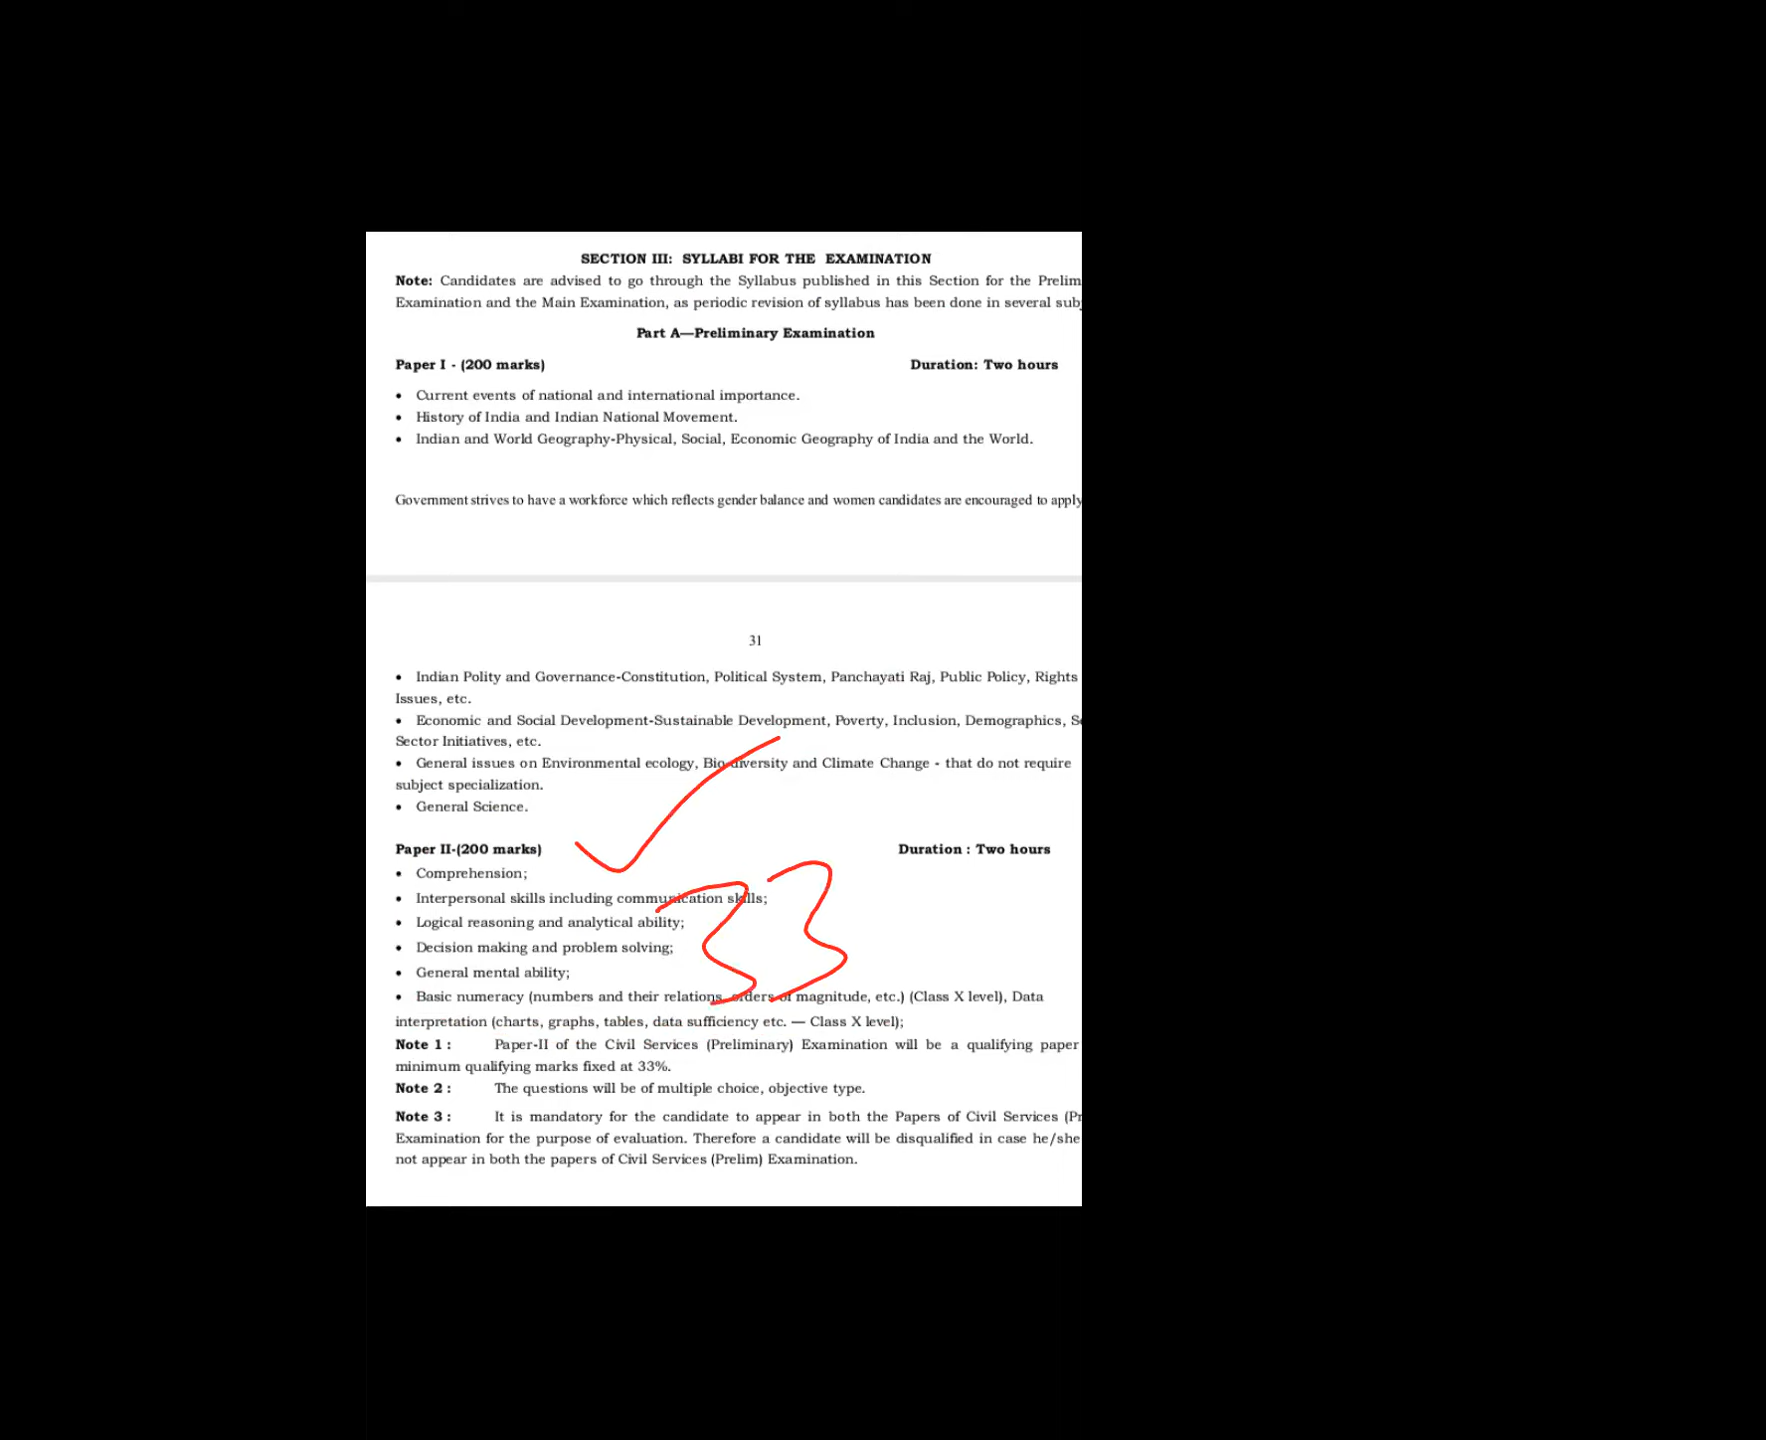 SECTION III: SYLLABI FOR THE EXAMINATION
Note: Candidates are advised to go through the Syllabus published in this Section for the Prelim
Examination and the Main Examination, as periodic revision of syllabus has been done in several
Part A—Preliminary Examination
Paper I - (200 marks) Duration: Two hours
• Current events of national and international importance.
• History of India and Indian National Movement.
• Indian and World Geography-Physical, Social, Economic Geography of India and the World.
Government strives to have a workforce which reflects gender balance and women candidates are encouraged to apply
31
• Indian Polity and Governance-Constitution, Political System, Panchayati Raj, Public Policy, Rights
Issues, etc.
• Economic and Social Development-Sustainable Development, Poverty, Inclusion, Demographics,
Sector Initiatives, etc.
• General issues on Environmental ecology, Bio-diversity and Climate Change - that do not require
subject specialization.
• General Science.
Paper II-(200 marks) Duration : Two hours
• Comprehension;
• Interpersonal skills including communication skills;
• Logical reasoning and analytical ability;
• Decision making and problem solving;
• General mental ability;
33
• Basic numeracy (numbers and their relations, orders of magnitude, etc.) (Class X level), Data
interpretation (charts, graphs, tables, data sufficiency etc. — Class X level);
Note 1 : Paper-II of the Civil Services (Preliminary) Examination will be a qualifying paper
minimum qualifying marks fixed at 33%.
Note 2 : The questions will be of multiple choice, objective type.
Note 3 : It is mandatory for the candidate to appear in both the Papers of Civil Services (Pr
Examination for the purpose of evaluation. Therefore a candidate will be disqualified in case he/she
not appear in both the papers of Civil Services (Prelim) Examination.